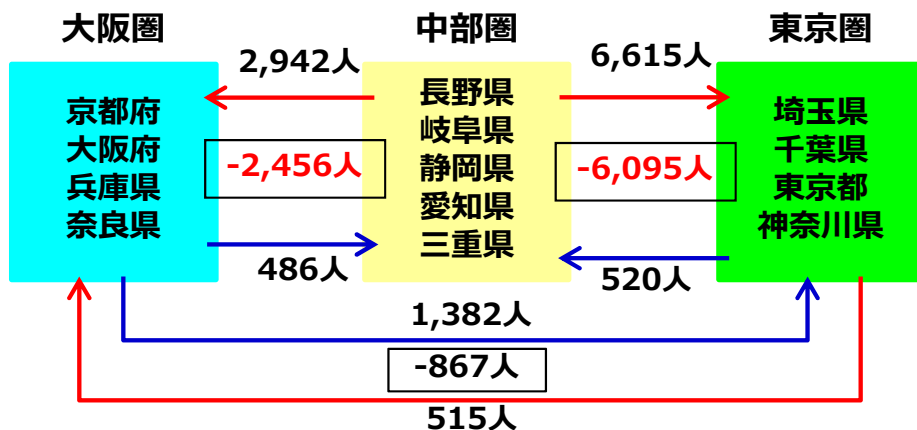 大阪圏
中部圏
東京圏
2,942人
6,615人
京都府
大阪府
兵庫県
奈良県
-2,456人
長野県
岐阜県
静岡県
愛知県
三重県
-6,095人
埼玉県
千葉県
東京都
神奈川県
486人
520人
1,382人
-867人
515人